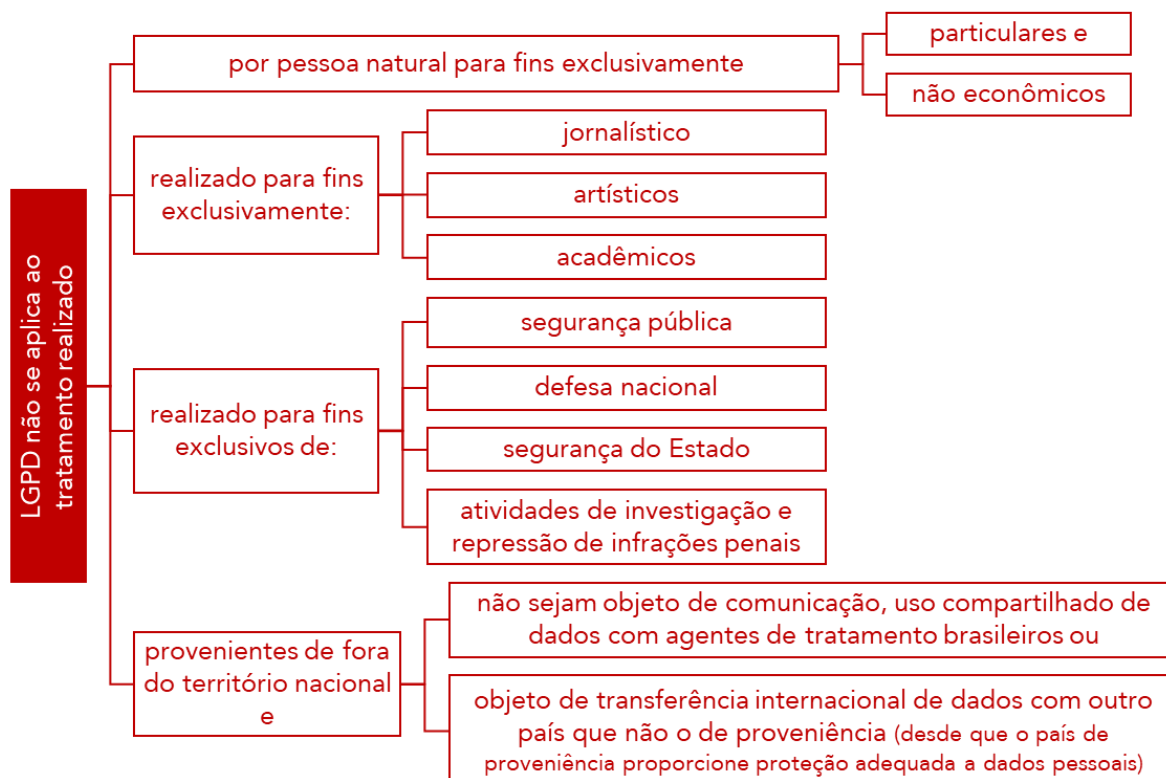 LGPD não se aplica ao
tratamento realizado
por pessoa natural para fins exclusivamente
particulares e
não econômicos
realizado para fins
exclusivamente:
jornalístico
artísticos
acadêmicos
realizado para fins
exclusivos de:
segurança pública
defesa nacional
segurança do Estado
atividades de investigação e
repressão de infrações penais
provenientes de fora
do território nacional
e
não sejam objeto de comunicação, uso compartilhado de
dados com agentes de tratamento brasileiros ou
objeto de transferência internacional de dados com outro
país que não o de proveniência (desde que o país de
proveniência proporcione proteção adequada a dados pessoais)